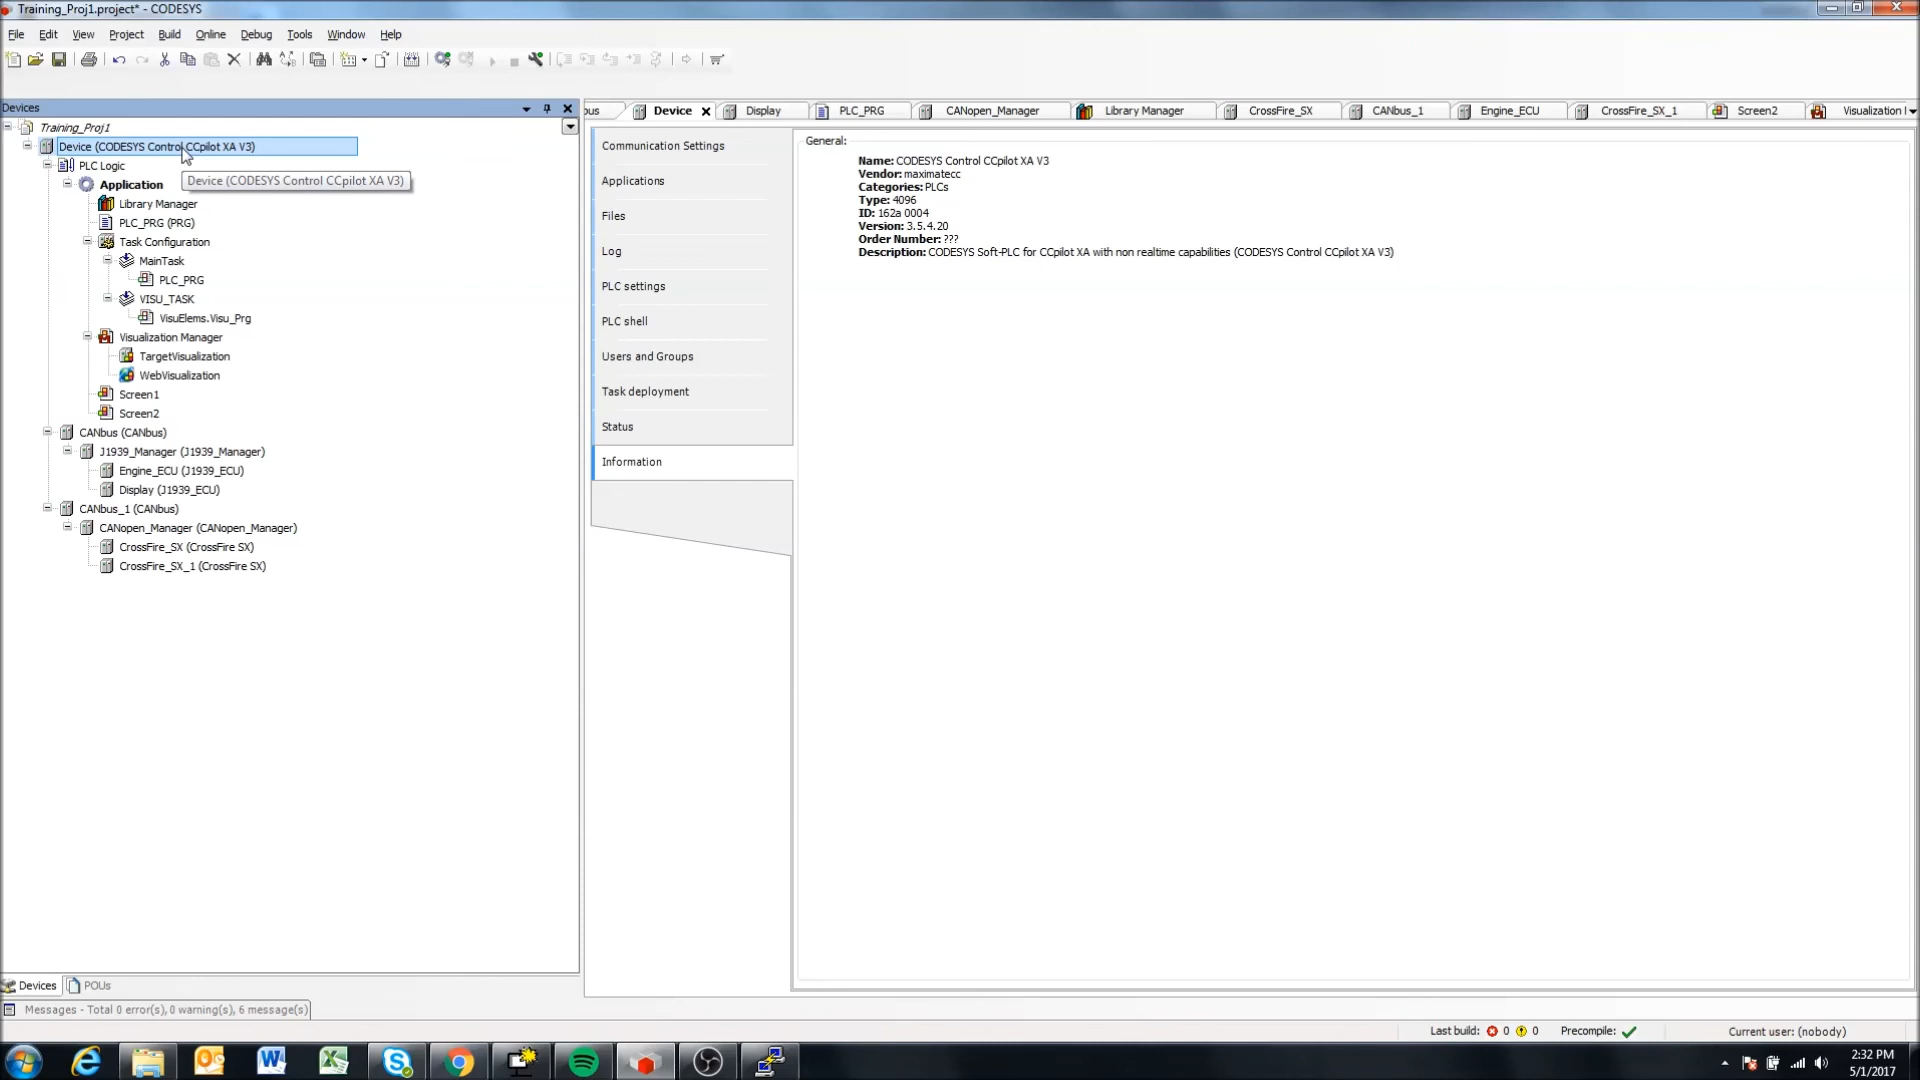 Training_Proj1.project* - CODESYS
File Edit View Project Build Online Debug Tools Window Help
Devices
Training_Proj1
Device (CODESYS Control CCpilot XA V3)
PLC Logic
Application
Device (CODESYS Control CCpilot XA V3)
Library Manager
PLC_PRG (PRG)
Task Configuration
MainTask
PLC_PRG
VISU_TASK
VisuElems.Visu_Prg
Visualization Manager
TargetVisualization
WebVisualization
Screen1
Screen2
CANbus (CANbus)
J1939_Manager (J1939_Manager)
Engine_ECU (J1939_ECU)
Display (J1939_ECU)
CANbus_1 (CANbus)
CANopen_Manager (CANopen_Manager)
CrossFire_SX (CrossFire SX)
CrossFire_SX_1 (CrossFire SX)
Devices POUs
Messages - Total 0 error(s), 0 warning(s), 6 message(s)
bus Device Display PLC_PRG CANopen_Manager Library Manager CrossFire_SX CANbus_1 Engine_ECU CrossFire_SX_1 Screen2 Visualization
Communication Settings
Applications
Files
Log
PLC settings
PLC shell
Users and Groups
Task deployment
Status
Information
General:
Name: CODESYS Control CCpilot XA V3
Vendor: maximatecc
Categories: PLCs
Type: 4096
ID: 162a 0004
Version: 3.5.4.20
Order Number: ???
Description: CODESYS Soft-PLC for CCpilot XA with non realtime capabilities (CODESYS Control CCpilot XA V3)
Last build: 0 0 Precompile: Current user: (nobody)
2:32 PM
5/1/2017